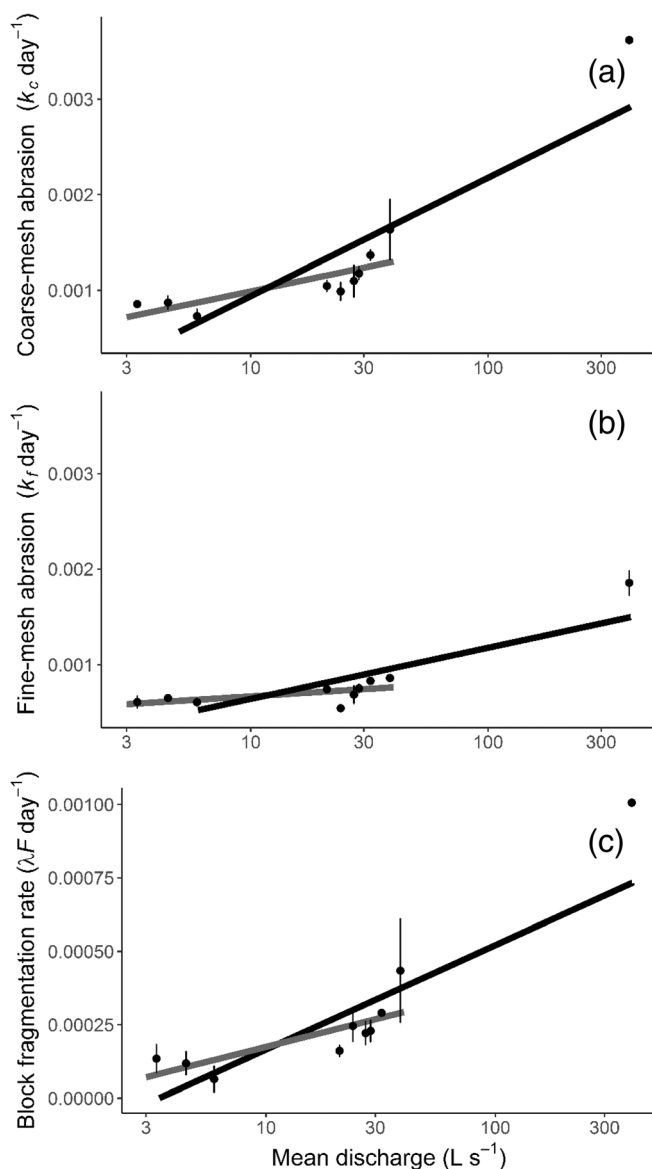 (a)
Coarse-mesh abrasion (k_c day⁻¹)
0.003
0.002
0.001
3 10 30 100 300
(b)
Fine-mesh abrasion (k_f day⁻¹)
0.003
0.002
0.001
3 10 30 100 300
(c)
Block fragmentation rate (λF day⁻¹)
0.00100
0.00075
0.00050
0.00025
0.00000
3 10 30 100 300
Mean discharge (L s⁻¹)